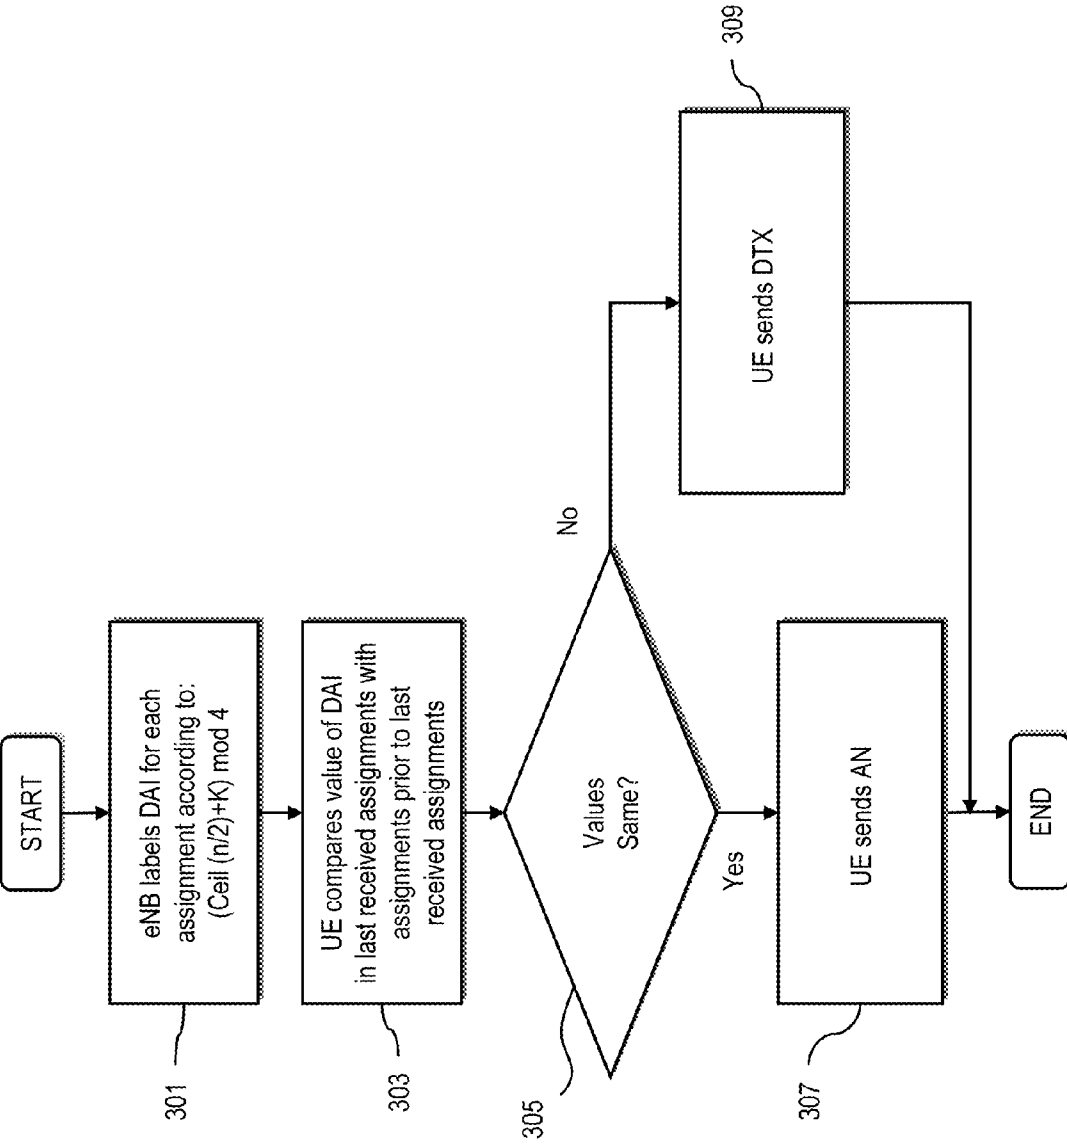 START
eNB labels DAI for each
assignment according to:
(Ceil (n/2)+K) mod 4
301
UE compares value of DAI
in last received assignments with
assignments prior to last
received assignments
303
Values
Same?
305
No
Yes
UE sends DTX
309
UE sends AN
307
END